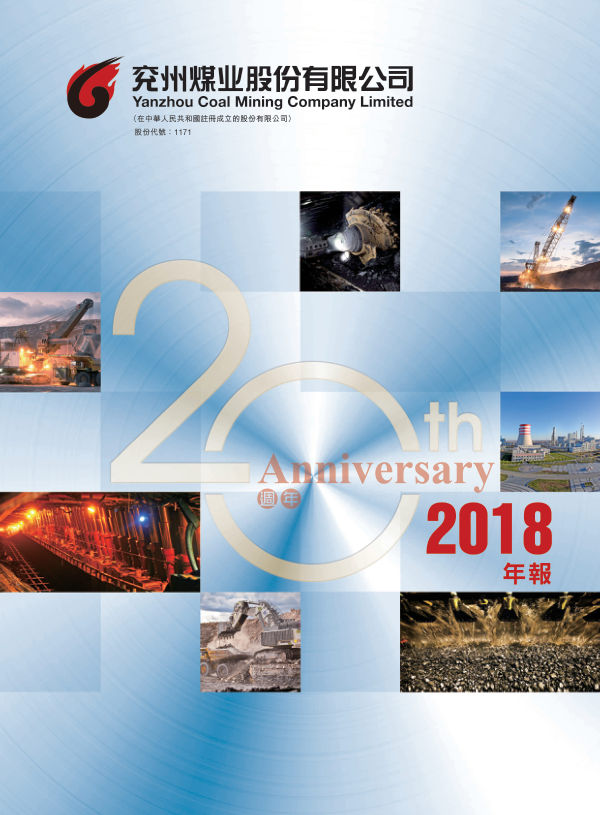 兖州煤业股份有限公司
Yanzhou Coal Mining Company Limited
（在中華人民共和國註冊成立的股份有限公司）
股份代號：1171
20th
Anniversary
週年
2018
年報